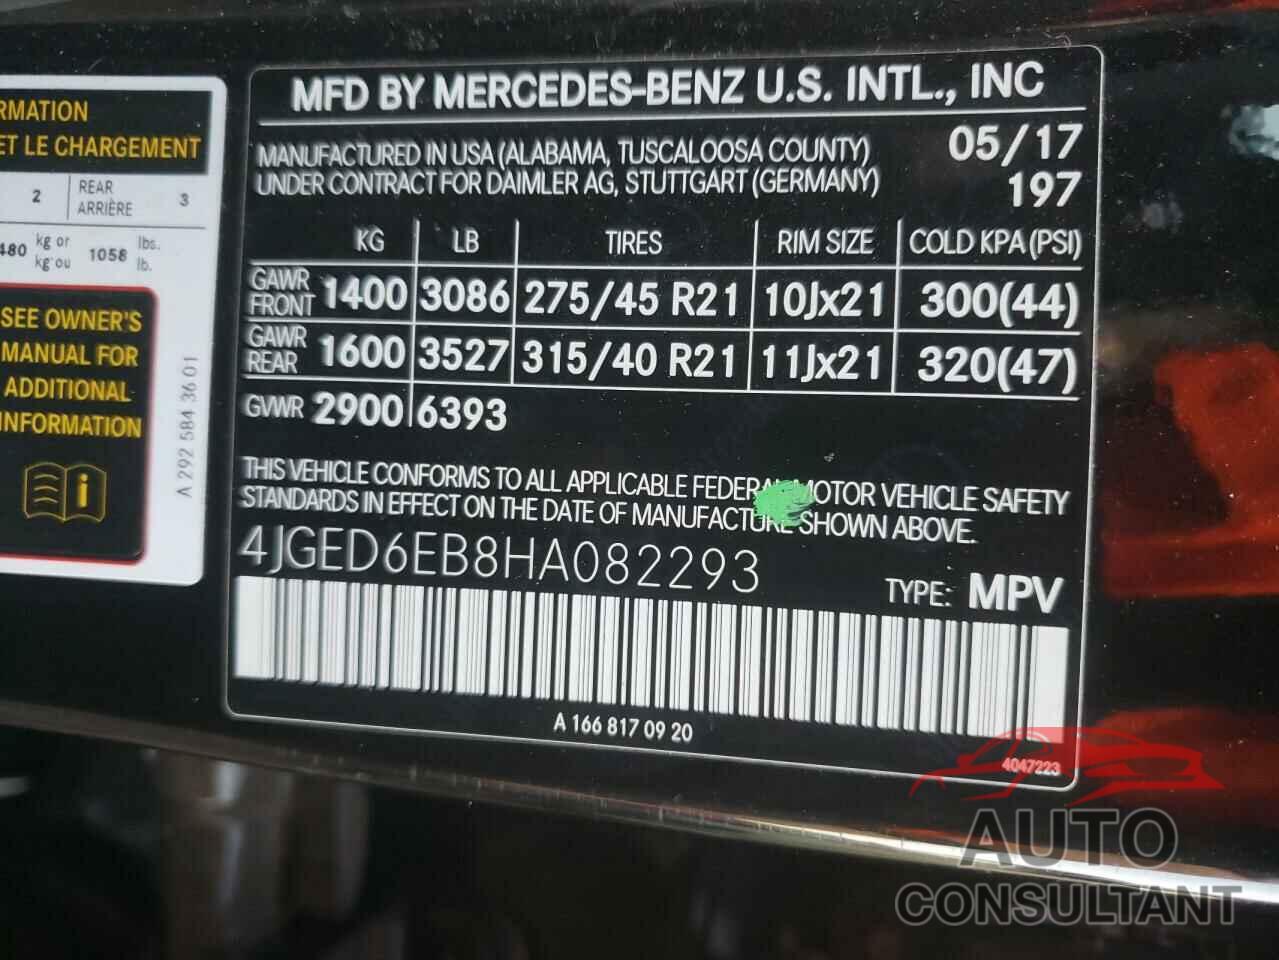 RMATION
ET LE CHARGEMENT
2 REAR ARRIÈRE 3
480 kg or kg ou 1058 lbs. lb.
SEE OWNER'S
MANUAL FOR
ADDITIONAL
INFORMATION
A 292 584 36 01
MFD BY MERCEDES-BENZ U.S. INTL., INC
MANUFACTURED IN USA (ALABAMA, TUSCALOOSA COUNTY) 05/17
UNDER CONTRACT FOR DAIMLER AG, STUTTGART (GERMANY) 197
KG LB TIRES RIM SIZE COLD KPA (PSI)
GAWR FRONT 1400 3086 275/45 R21 10Jx21 300(44)
GAWR REAR 1600 3527 315/40 R21 11Jx21 320(47)
GVWR 2900 6393
THIS VEHICLE CONFORMS TO ALL APPLICABLE FEDERAL MOTOR VEHICLE SAFETY
STANDARDS IN EFFECT ON THE DATE OF MANUFACTURE SHOWN ABOVE.
4JGED6EB8HA082293
TYPE: MPV
A 166 817 09 20
4047223
AUTO
CONSULTANT